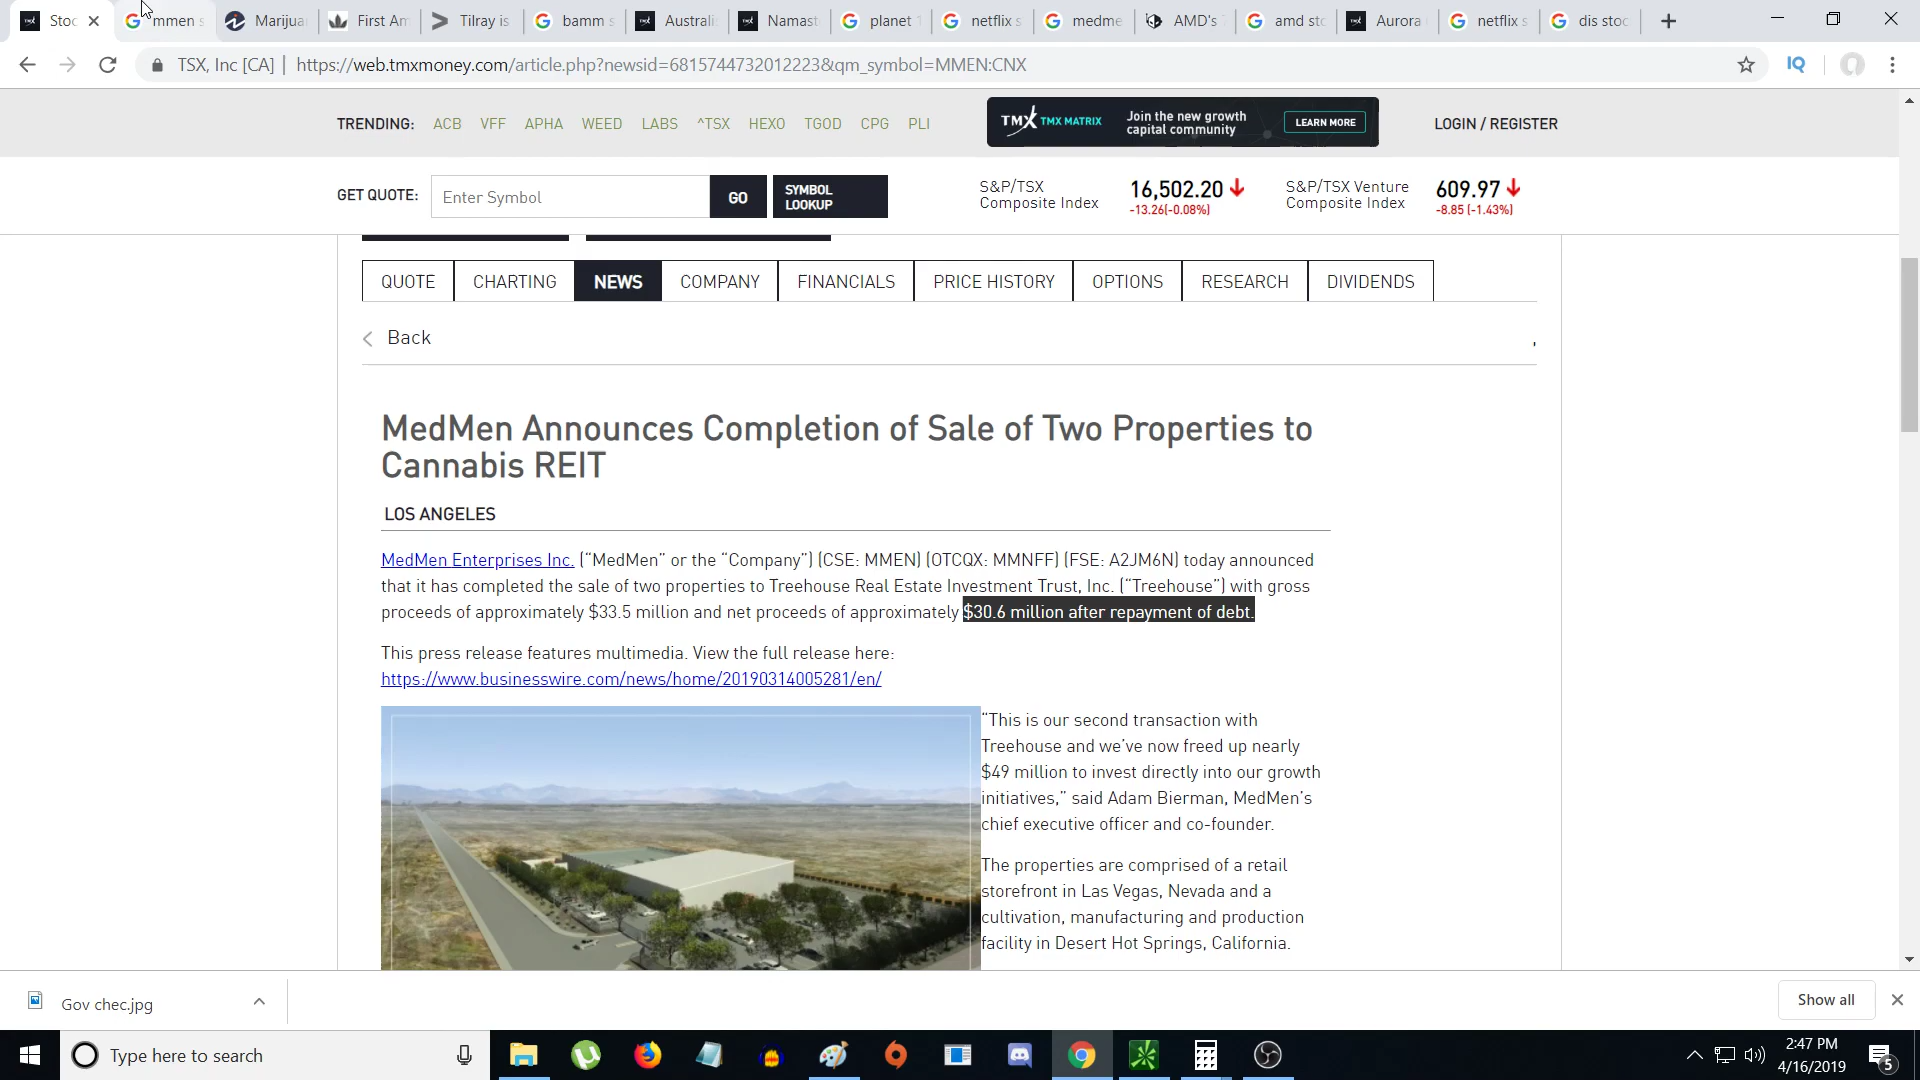 Stoc
mmen s
Marijua
First Am
Tilray is
bamm s
Australi
Namast
planet 1
netflix s
medme
AMD's 7
amd sto
Aurora
netflix s
dis stoc
TSX, Inc [CA] | https://web.tmxmoney.com/article.php?newsid=6815744732012223&qm_symbol=MMEN:CNX
IQ
TRENDING: ACB VFF APHA WEED LABS ^TSX HEXO TGOD CPG PLI
TMX TMX MATRIX
Join the new growth
capital community
LEARN MORE
LOGIN / REGISTER
GET QUOTE: Enter Symbol GO
SYMBOL
LOOKUP
S&P/TSX
Composite Index
16,502.20
-13.26(-0.08%)
S&P/TSX Venture
Composite Index
609.97
-8.85 (-1.43%)
QUOTE CHARTING NEWS COMPANY FINANCIALS PRICE HISTORY OPTIONS RESEARCH DIVIDENDS
Back
,
MedMen Announces Completion of Sale of Two Properties to
Cannabis REIT
LOS ANGELES
MedMen Enterprises Inc. (“MedMen” or the “Company”) (CSE: MMEN) (OTCQX: MMNFF) (FSE: A2JM6N) today announced
that it has completed the sale of two properties to Treehouse Real Estate Investment Trust, Inc. (“Treehouse”) with gross
proceeds of approximately $33.5 million and net proceeds of approximately $30.6 million after repayment of debt.
This press release features multimedia. View the full release here:
https://www.businesswire.com/news/home/20190314005281/en/
“This is our second transaction with
Treehouse and we’ve now freed up nearly
$49 million to invest directly into our growth
initiatives,” said Adam Bierman, MedMen’s
chief executive officer and co-founder.
The properties are comprised of a retail
storefront in Las Vegas, Nevada and a
cultivation, manufacturing and production
facility in Desert Hot Springs, California.
Gov chec.jpg
Show all
Type here to search
2:47 PM
4/16/2019
5